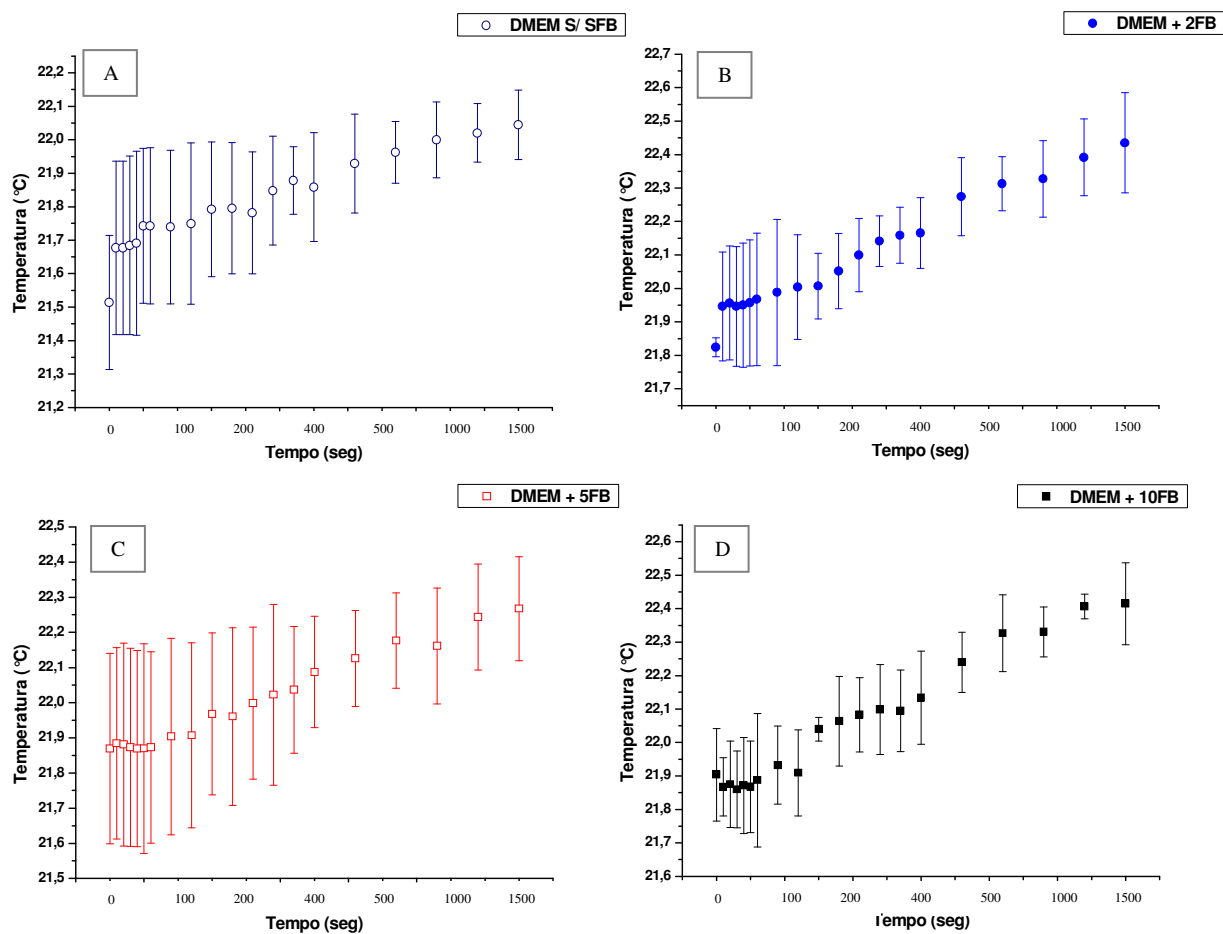 DMEM S/ SFB
A
22,2
22,1
22,0
21,9
21,8
21,7
21,6
21,5
21,4
21,3
21,2
Temperatura (°C)
0 100 200 400 500 1000 1500
Tempo (seg)
DMEM + 2FB
B
22,7
22,6
22,5
22,4
22,3
22,2
22,1
22,0
21,9
21,8
21,7
Temperatura (°C)
0 100 200 400 500 1000 1500
Tempo (seg)
DMEM + 5FB
C
22,5
22,4
22,3
22,2
22,1
22,0
21,9
21,8
21,7
21,6
21,5
Temperatura (°C)
0 100 200 400 500 1000 1500
Tempo (seg)
DMEM + 10FB
D
22,6
22,5
22,4
22,3
22,2
22,1
22,0
21,9
21,8
21,7
21,6
Temperatura (°C)
0 100 200 400 500 1000 1500
Tempo (seg)